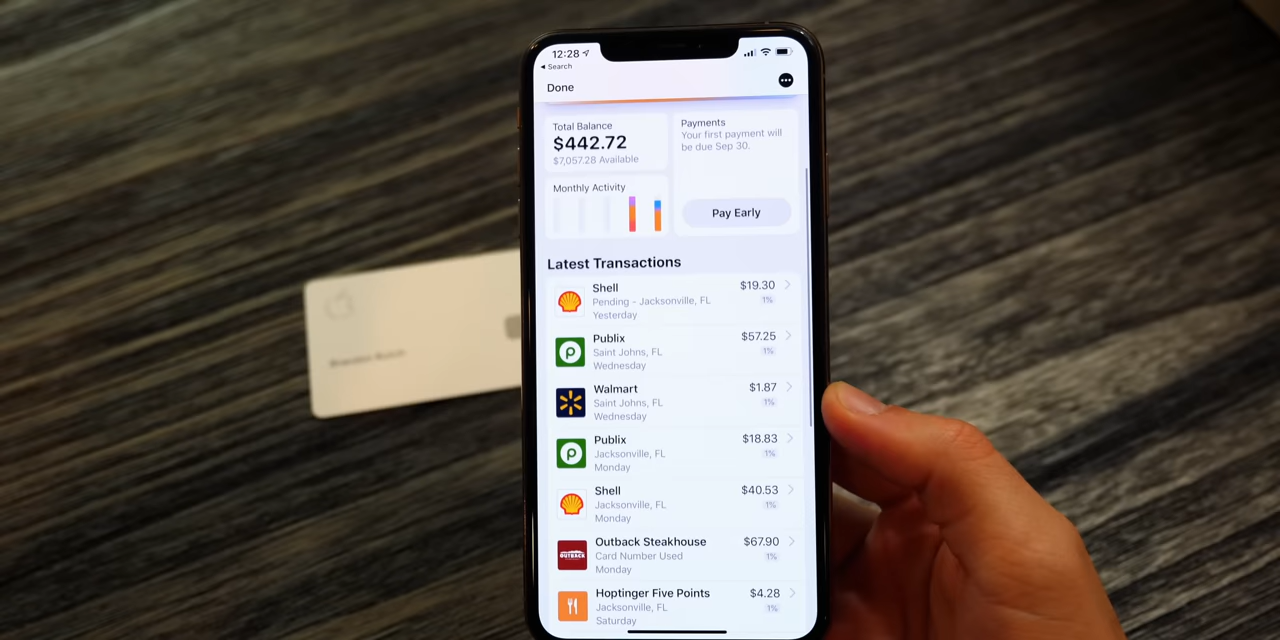 12:28
Search
Done
Total Balance
$442.72
$7,057.28 Available
Payments
Your first payment will
be due Sep 30.
Monthly Activity
Pay Early
Latest Transactions
Shell
$19.30
Pending - Jacksonville, FL
1%
Yesterday
Publix
$57.25
Saint Johns, FL
1%
Wednesday
Walmart
$1.87
Saint Johns, FL
1%
Wednesday
Publix
$18.83
Jacksonville, FL
1%
Monday
Shell
$40.53
Jacksonville, FL
1%
Monday
Outback Steakhouse
$67.90
OUTBACK
Card Number Used
1%
Monday
Hoptinger Five Points
$4.28
Jacksonville, FL
1%
Saturday